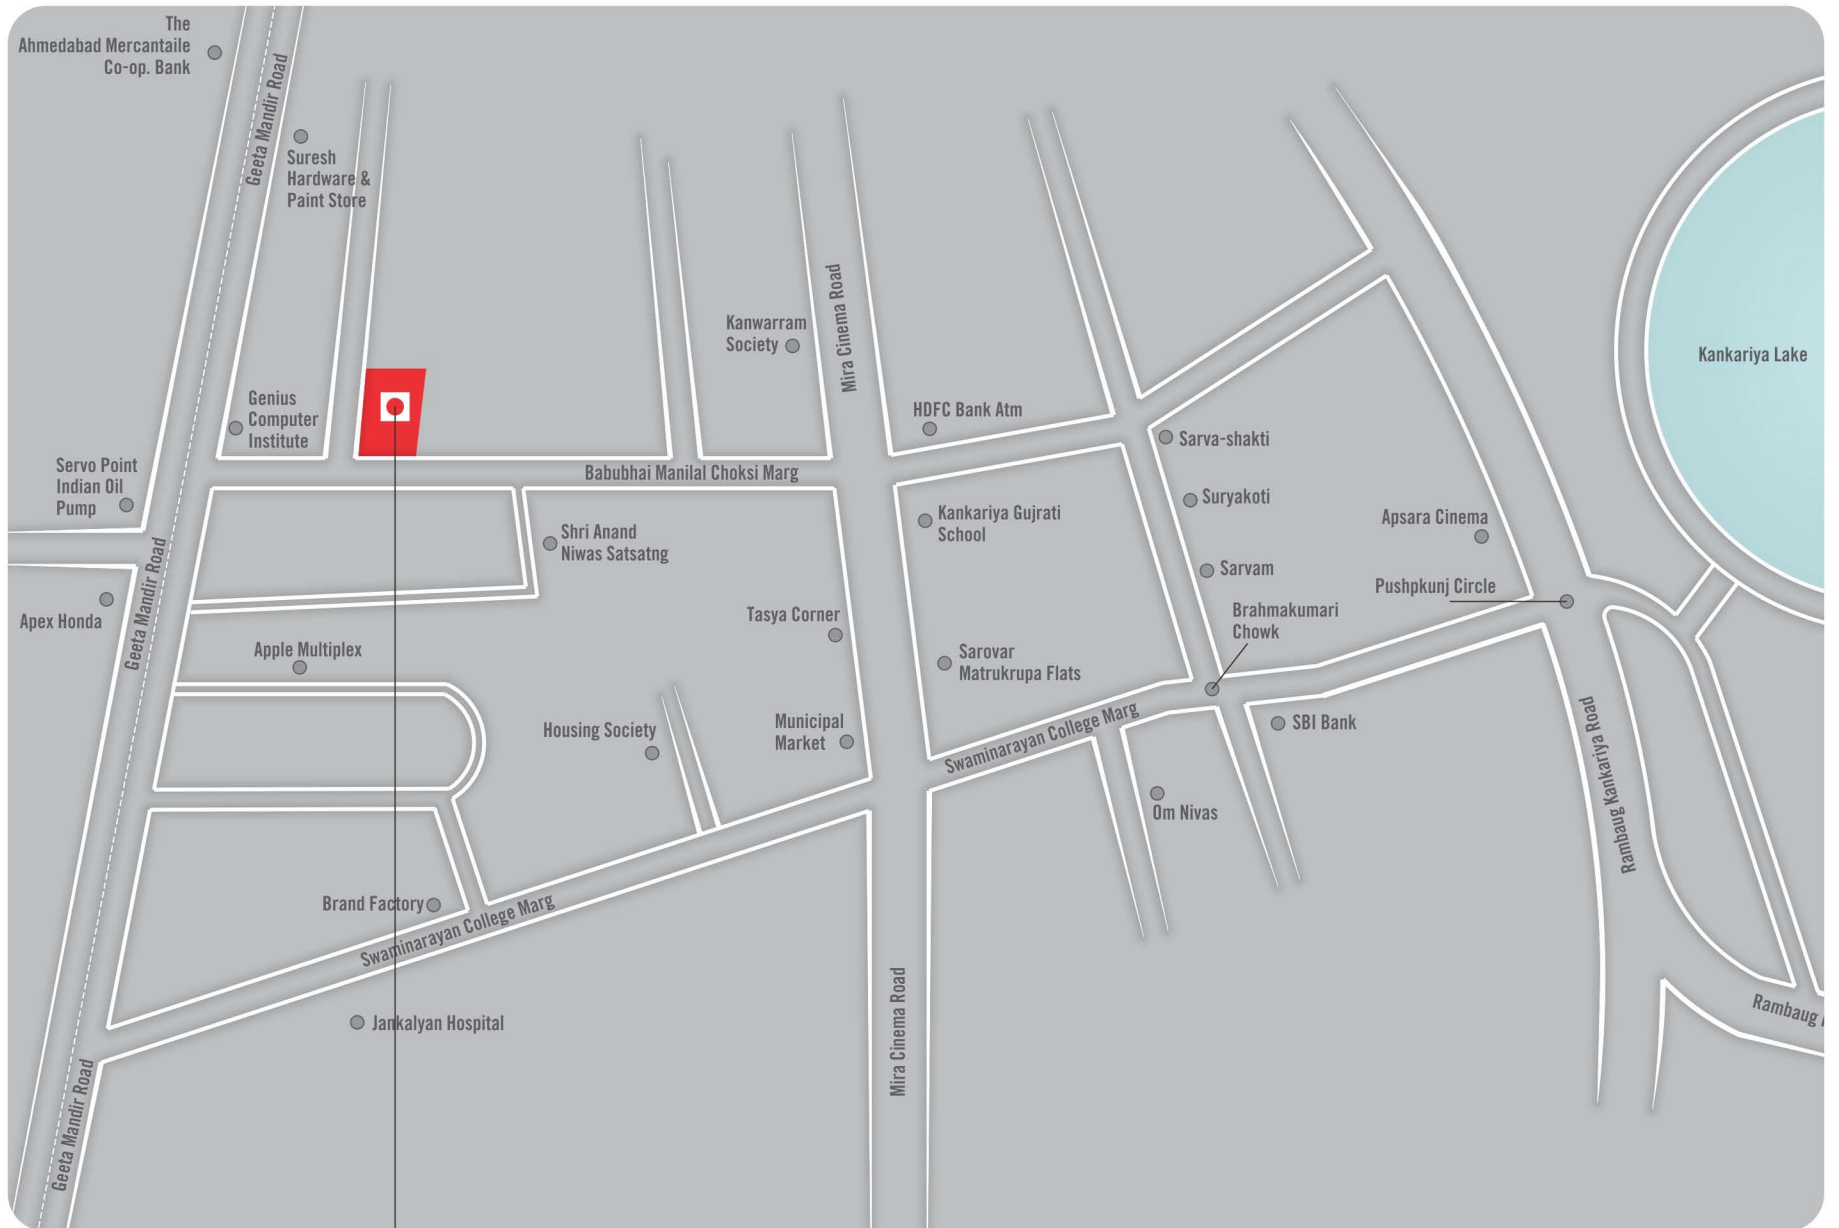 The
Ahmedabad Mercantaile
Co-op. Bank
Geeta Mandir Road
Suresh
Hardware &
Paint Store
Kanwarram
Society
Mira Cinema Road
Kankariya Lake
Genius
Computer
Institute
HDFC Bank Atm
Sarva-shakti
Servo Point
Indian Oil
Pump
Babubhai Manilal Choksi Marg
Suryakoti
Kankariya Gujrati
School
Apsara Cinema
Shri Anand
Niwas Satsatng
Sarvam
Pushpkunj Circle
Geeta Mandir Road
Apex Honda
Tasya Corner
Brahmakumari
Chowk
Apple Multiplex
Sarovar
Matrukrupa Flats
Housing Society
Municipal
Market
Swaminarayan College Marg
SBI Bank
Rambaug Kankariya Road
Om Nivas
Brand Factory
Swaminarayan College Marg
Jankalyan Hospital
Mira Cinema Road
Rambaug
Geeta Mandir Road